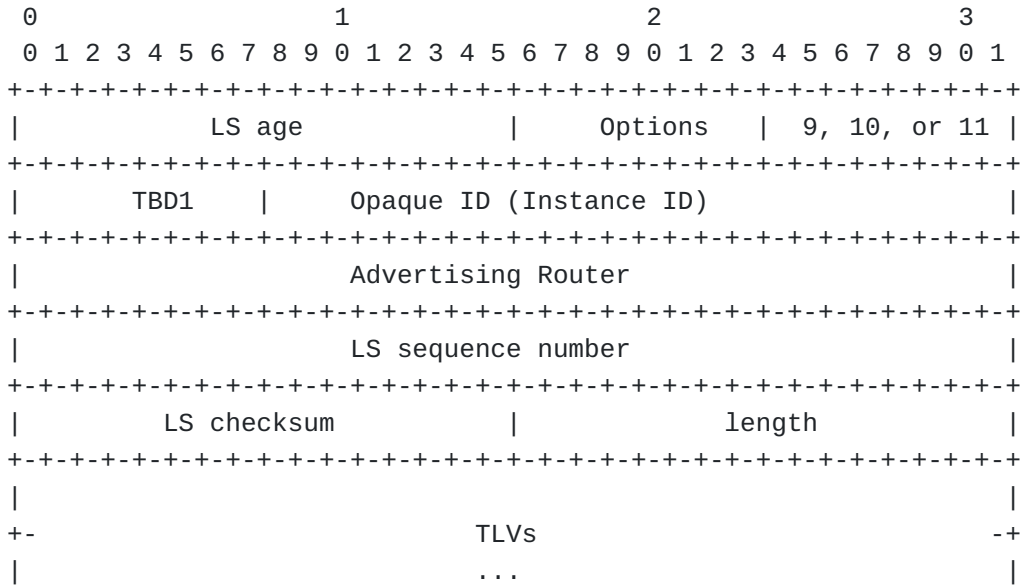 0                   1                   2                   3
 0 1 2 3 4 5 6 7 8 9 0 1 2 3 4 5 6 7 8 9 0 1 2 3 4 5 6 7 8 9 0 1
+-+-+-+-+-+-+-+-+-+-+-+-+-+-+-+-+-+-+-+-+-+-+-+-+-+-+-+-+-+-+-+-+
|            LS age             |     Options   |  9, 10, or 11 |
+-+-+-+-+-+-+-+-+-+-+-+-+-+-+-+-+-+-+-+-+-+-+-+-+-+-+-+-+-+-+-+-+
|       TBD1    |     Opaque ID (Instance ID)                   |
+-+-+-+-+-+-+-+-+-+-+-+-+-+-+-+-+-+-+-+-+-+-+-+-+-+-+-+-+-+-+-+-+
|                     Advertising Router                        |
+-+-+-+-+-+-+-+-+-+-+-+-+-+-+-+-+-+-+-+-+-+-+-+-+-+-+-+-+-+-+-+-+
|                     LS sequence number                        |
+-+-+-+-+-+-+-+-+-+-+-+-+-+-+-+-+-+-+-+-+-+-+-+-+-+-+-+-+-+-+-+-+
|         LS checksum           |             length            |
+-+-+-+-+-+-+-+-+-+-+-+-+-+-+-+-+-+-+-+-+-+-+-+-+-+-+-+-+-+-+-+-+
|                                                               |
+-                            TLVs                             -+
|                             ...                               |